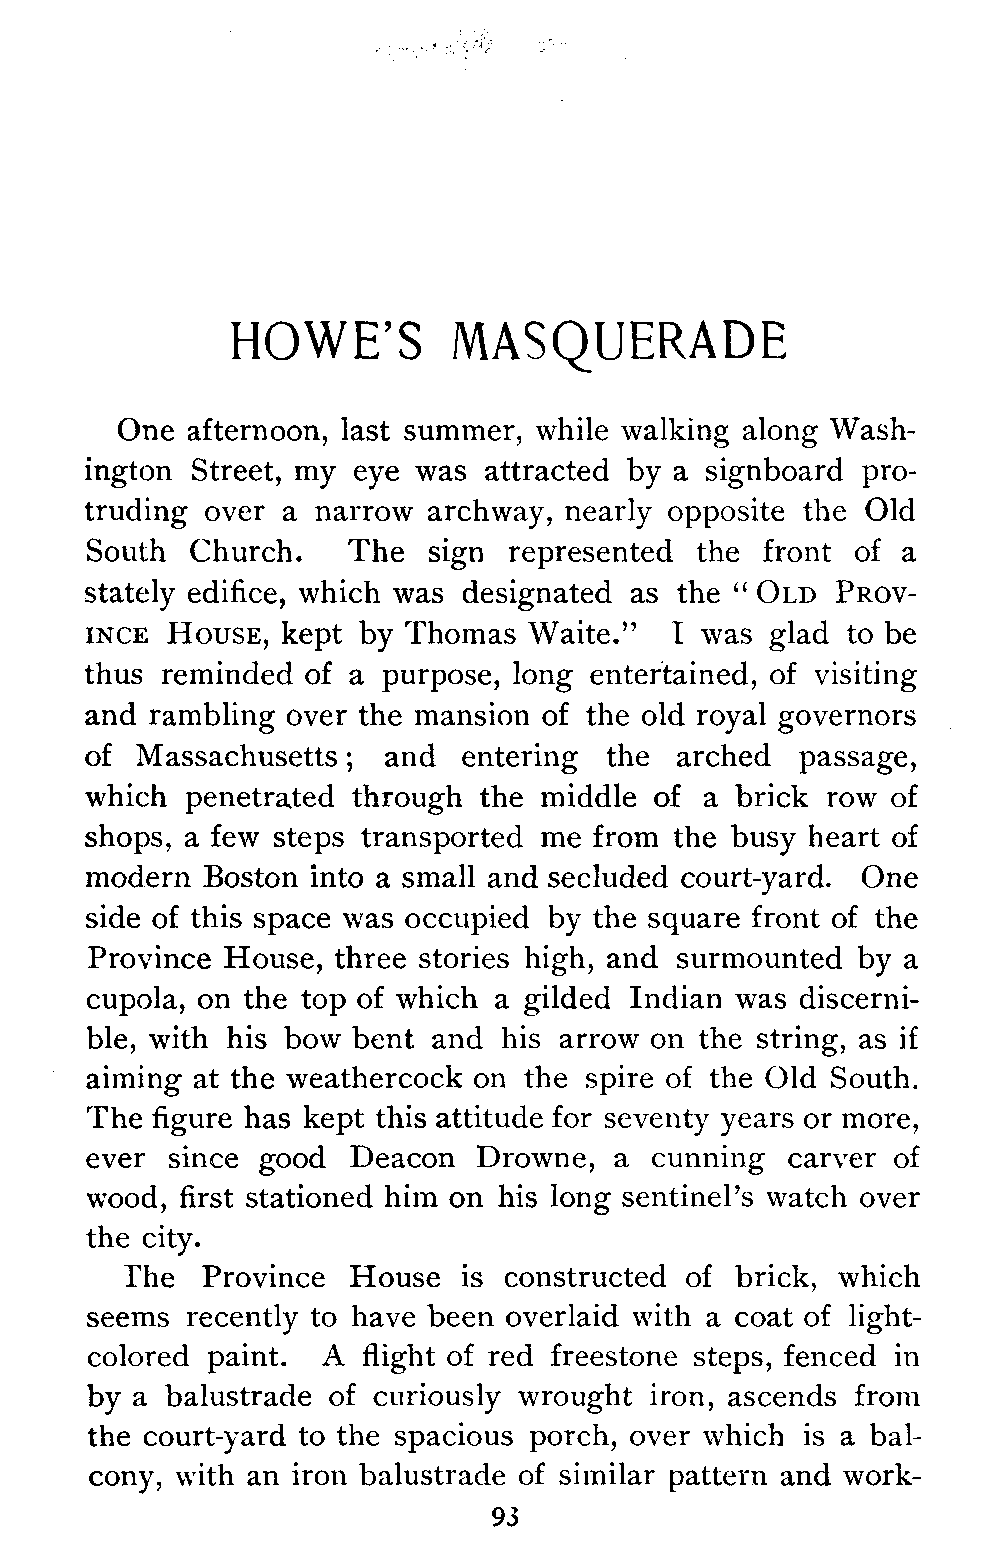 HOWE'S MASQUERADE
One afternoon, last summer, while walking along Wash-
ington Street, my eye was attracted by a signboard pro-
truding over a narrow archway, nearly opposite the Old
South Church. The sign represented the front of a
stately edifice, which was designated as the "OLD PROV-
INCE HOUSE, kept by Thomas Waite." I was glad to be
thus reminded of a purpose, long entertained, of visiting
and rambling over the mansion of the old royal governors
of Massachusetts; and entering the arched passage,
which penetrated through the middle of a brick row of
shops, a few steps transported me from the busy heart of
modern Boston into a small and secluded court-yard. One
side of this space was occupied by the square front of the
Province House, three stories high, and surmounted by a
cupola, on the top of which a gilded Indian was discerni-
ble, with his bow bent and his arrow on the string, as if
aiming at the weathercock on the spire of the Old South.
The figure has kept this attitude for seventy years or more,
ever since good Deacon Drowne, a cunning carver of
wood, first stationed him on his long sentinel's watch over
the city.
The Province House is constructed of brick, which
seems recently to have been overlaid with a coat of light-
colored paint. A flight of red freestone steps, fenced in
by a balustrade of curiously wrought iron, ascends from
the court-yard to the spacious porch, over which is a bal-
cony, with an iron balustrade of similar pattern and work-
93